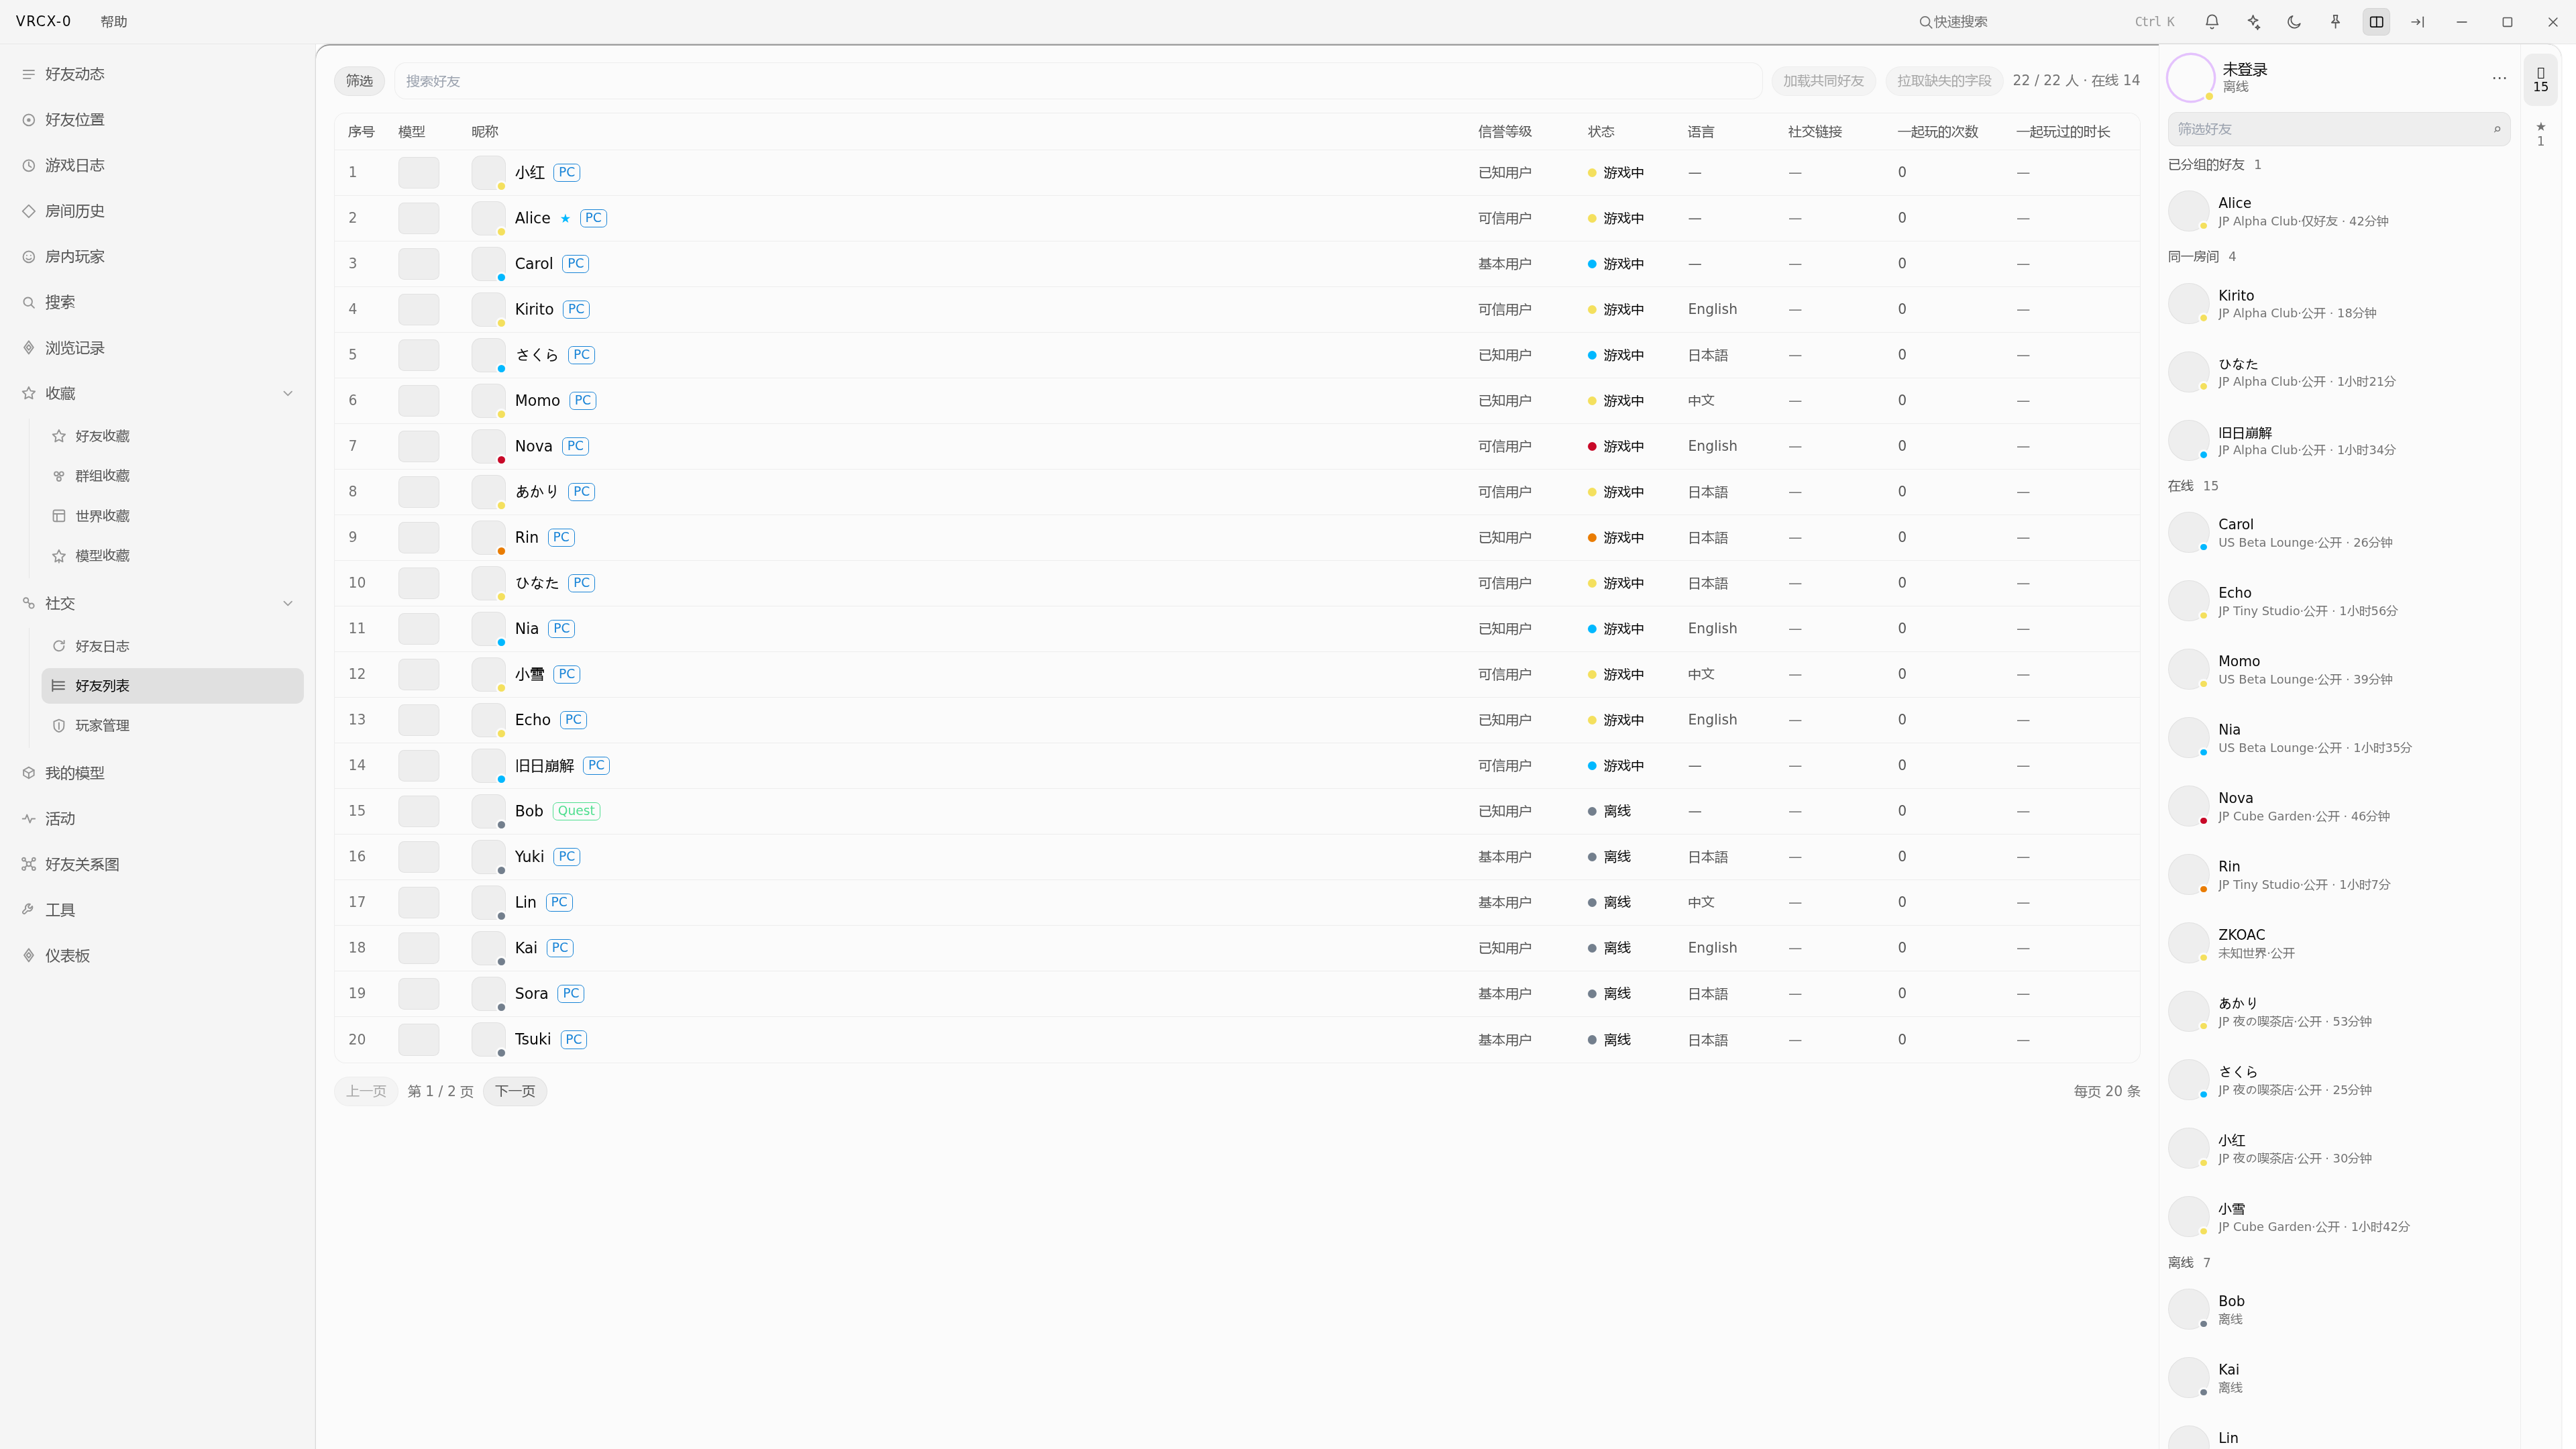 VRCX-0 帮助 快速搜索 Ctrl K
好友动态
好友位置
游戏日志
房间历史
房内玩家
搜索
浏览记录
收藏
好友收藏
群组收藏
世界收藏
模型收藏
社交
好友日志
好友列表
玩家管理
我的模型
活动
好友关系图
工具
仪表板
筛选 搜索好友 加载共同好友 拉取缺失的字段 22 / 22 人 · 在线 14
序号 模型 昵称 信誉等级 状态 语言 社交链接 一起玩的次数 一起玩过的时长
1 小红 PC 已知用户 游戏中 — — 0 —
2 Alice ★ PC 可信用户 游戏中 — — 0 —
3 Carol PC 基本用户 游戏中 — — 0 —
4 Kirito PC 可信用户 游戏中 English — 0 —
5 さくら PC 已知用户 游戏中 日本語 — 0 —
6 Momo PC 已知用户 游戏中 中文 — 0 —
7 Nova PC 可信用户 游戏中 English — 0 —
8 あかり PC 可信用户 游戏中 日本語 — 0 —
9 Rin PC 已知用户 游戏中 日本語 — 0 —
10 ひなた PC 可信用户 游戏中 日本語 — 0 —
11 Nia PC 已知用户 游戏中 English — 0 —
12 小雪 PC 可信用户 游戏中 中文 — 0 —
13 Echo PC 已知用户 游戏中 English — 0 —
14 旧日崩解 PC 可信用户 游戏中 — — 0 —
15 Bob Quest 已知用户 离线 — — 0 —
16 Yuki PC 基本用户 离线 日本語 — 0 —
17 Lin PC 基本用户 离线 中文 — 0 —
18 Kai PC 已知用户 离线 English — 0 —
19 Sora PC 基本用户 离线 日本語 — 0 —
20 Tsuki PC 基本用户 离线 日本語 — 0 —
上一页 第 1 / 2 页 下一页 每页 20 条
未登录
离线
筛选好友
已分组的好友 1
Alice
JP Alpha Club·仅好友 · 42分钟
同一房间 4
Kirito
JP Alpha Club·公开 · 18分钟
ひなた
JP Alpha Club·公开 · 1小时21分
旧日崩解
JP Alpha Club·公开 · 1小时34分
在线 15
Carol
US Beta Lounge·公开 · 26分钟
Echo
JP Tiny Studio·公开 · 1小时56分
Momo
US Beta Lounge·公开 · 39分钟
Nia
US Beta Lounge·公开 · 1小时35分
Nova
JP Cube Garden·公开 · 46分钟
Rin
JP Tiny Studio·公开 · 1小时7分
ZKOAC
未知世界·公开
あかり
JP 夜の喫茶店·公开 · 53分钟
さくら
JP 夜の喫茶店·公开 · 25分钟
小红
JP 夜の喫茶店·公开 · 30分钟
小雪
JP Cube Garden·公开 · 1小时42分
离线 7
Bob
离线
Kai
离线
Lin
15
★
1